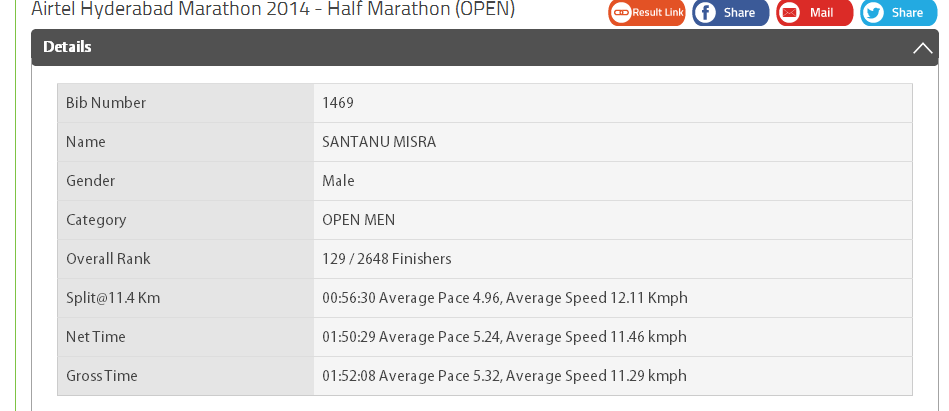 Airtel Hyderabad Marathon 2014 - Half Marathon (OPEN) Result Link Share Mail Share
Details
Bib Number 1469
Name SANTANU MISRA
Gender Male
Category OPEN MEN
Overall Rank 129 / 2648 Finishers
Split@11.4 Km 00:56:30 Average Pace 4.96, Average Speed 12.11 Kmph
Net Time 01:50:29 Average Pace 5.24, Average Speed 11.46 kmph
Gross Time 01:52:08 Average Pace 5.32, Average Speed 11.29 kmph